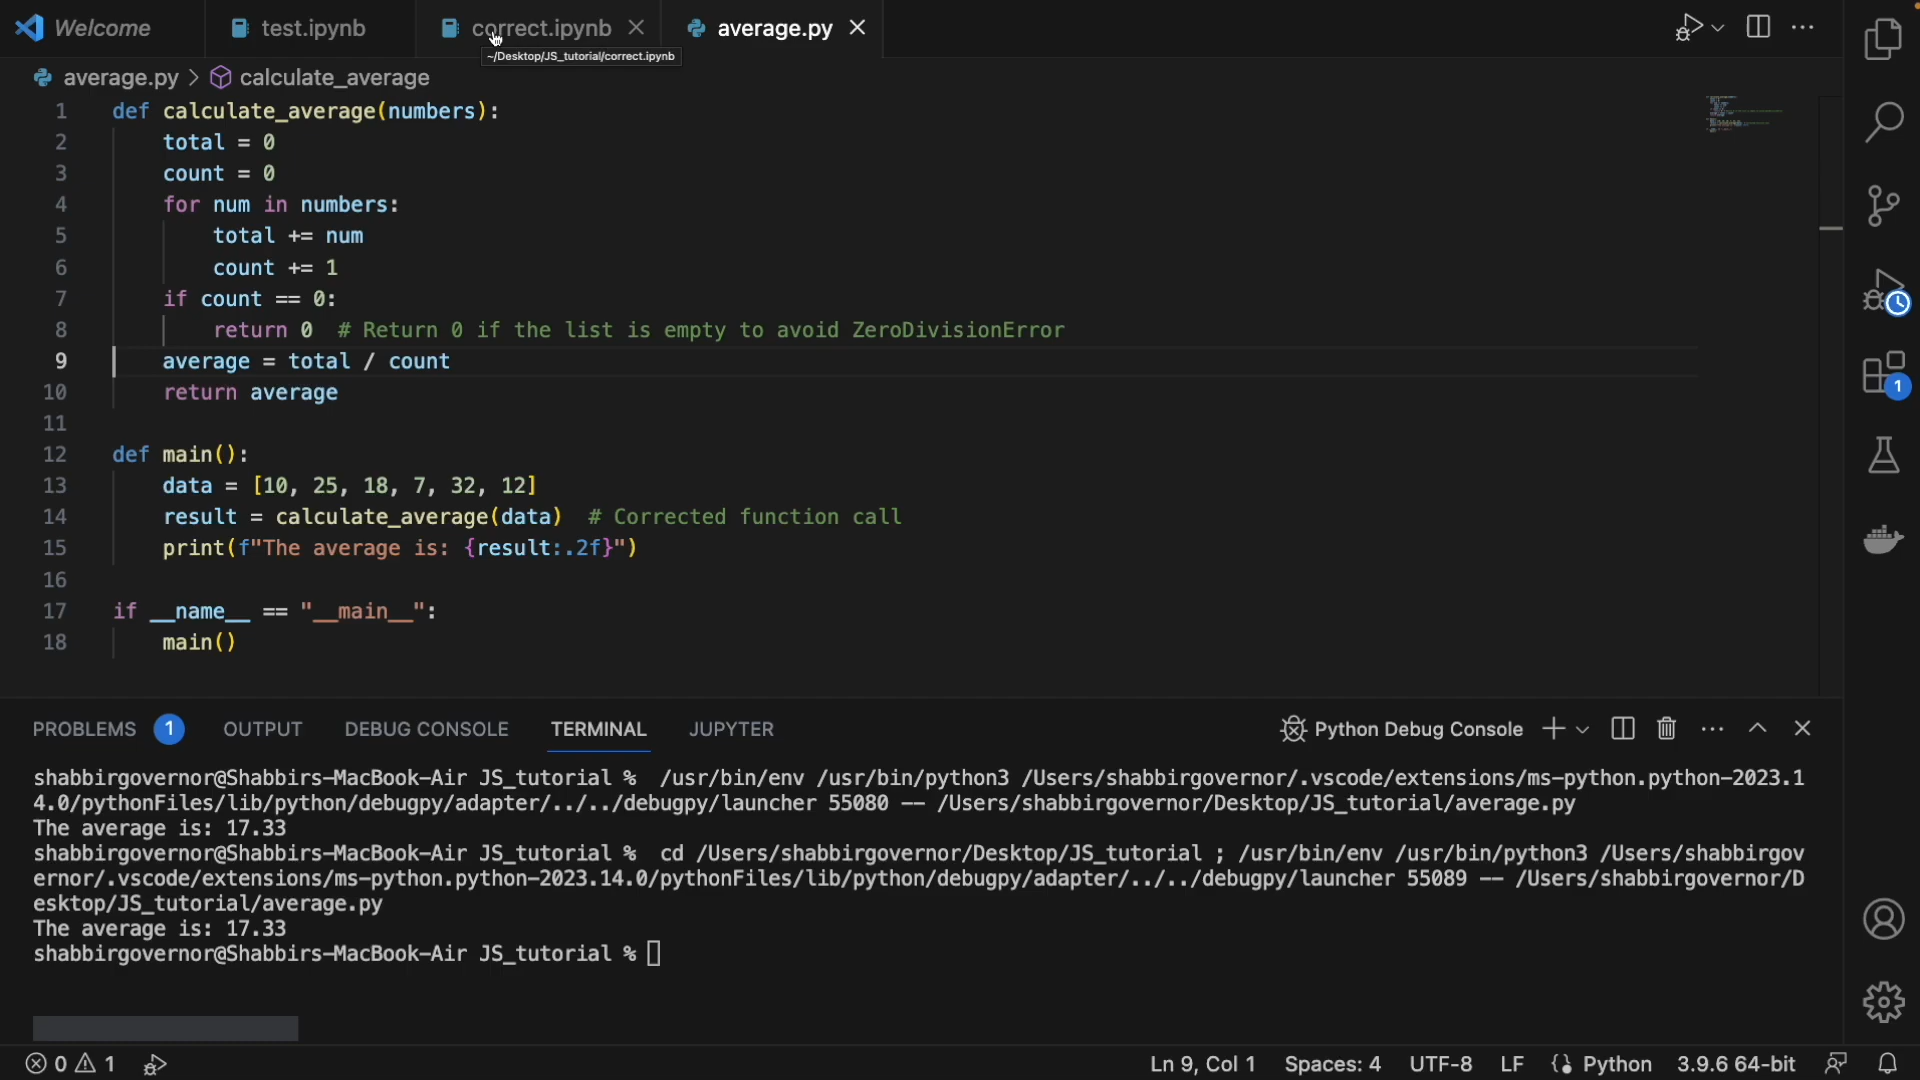 Welcome test.ipynb correct.ipynb average.py
~/Desktop/JS_tutorial/correct.ipynb
average.py > calculate_average
1 def calculate_average(numbers):
2 total = 0
3 count = 0
4 for num in numbers:
5 total += num
6 count += 1
7 if count == 0:
8 return 0 # Return 0 if the list is empty to avoid ZeroDivisionError
9 average = total / count
10 return average
11
12 def main():
13 data = [10, 25, 18, 7, 32, 12]
14 result = calculate_average(data) # Corrected function call
15 print(f"The average is: {result:.2f}")
16
17 if __name__ == "__main__":
18 main()
PROBLEMS 1 OUTPUT DEBUG CONSOLE TERMINAL JUPYTER Python Debug Console
shabbirgovernor@Shabbirs-MacBook-Air JS_tutorial % /usr/bin/env /usr/bin/python3 /Users/shabbirgovernor/.vscode/extensions/ms-python.python-2023.1
4.0/pythonFiles/lib/python/debugpy/adapter/../../debugpy/launcher 55080 -- /Users/shabbirgovernor/Desktop/JS_tutorial/average.py
The average is: 17.33
shabbirgovernor@Shabbirs-MacBook-Air JS_tutorial % cd /Users/shabbirgovernor/Desktop/JS_tutorial ; /usr/bin/env /usr/bin/python3 /Users/shabbirgov
ernor/.vscode/extensions/ms-python.python-2023.14.0/pythonFiles/lib/python/debugpy/adapter/../../debugpy/launcher 55089 -- /Users/shabbirgovernor/D
esktop/JS_tutorial/average.py
The average is: 17.33
shabbirgovernor@Shabbirs-MacBook-Air JS_tutorial %
0 1 Ln 9, Col 1 Spaces: 4 UTF-8 LF Python 3.9.6 64-bit
1